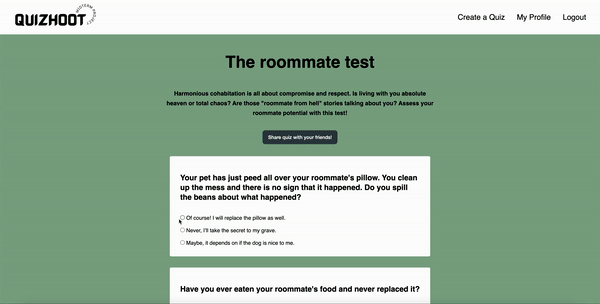 QUIZHOOT
MIDTERM PROJECT
Create a Quiz
My Profile
Logout
The roommate test
Harmonious cohabitation is all about compromise and respect. Is living with you absolute
heaven or total chaos? Are those "roommate from hell" stories talking about you? Assess your
roommate potential with this test!
Share quiz with your friends!
Your pet has just peed all over your roommate's pillow. You clean
up the mess and there is no sign that it happened. Do you spill
the beans about what happened?
Of course! I will replace the pillow as well.
Never, I'll take the secret to my grave.
Maybe, it depends on if the dog is nice to me.
Have you ever eaten your roommate's food and never replaced it?